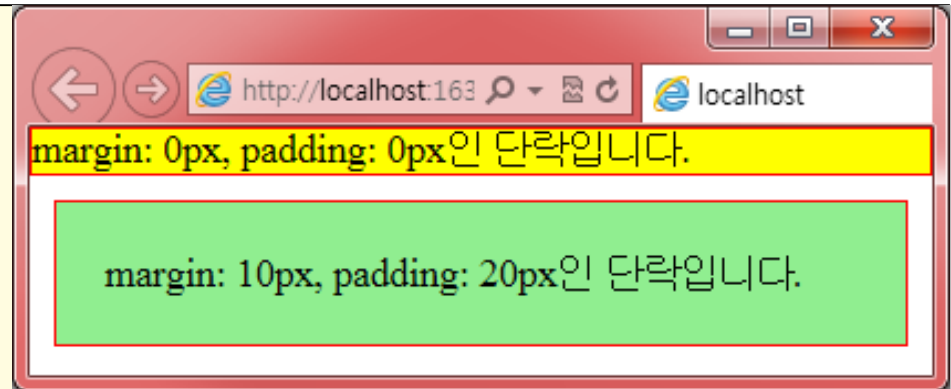 http://localhost:163
localhost
margin: 0px, padding: 0px인 단락입니다.
margin: 10px, padding: 20px인 단락입니다.